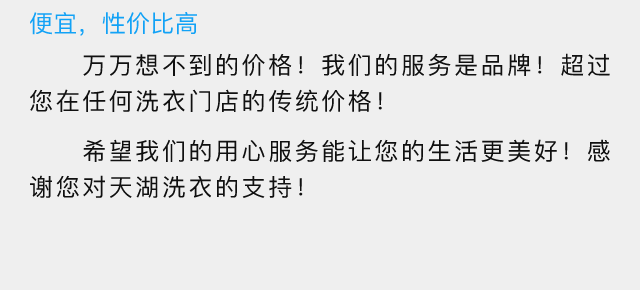 便宜，性价比高
万万想不到的价格！我们的服务是品牌！超过
您在任何洗衣门店的传统价格！
希望我们的用心服务能让您的生活更美好！感
谢您对天湖洗衣的支持！